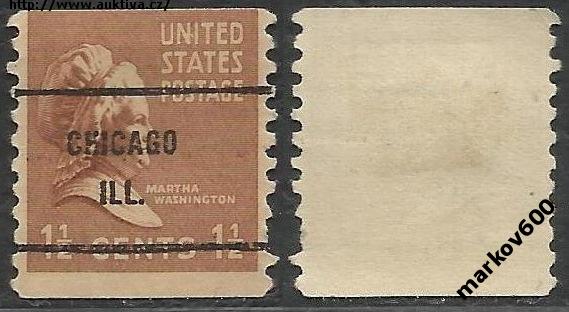 http://www.auktiva.cz/
UNITED
STATES
POSTAGE
CHICAGO
ILL.
MARTHA
WASHINGTON
1½ CENTS 1½
markov600